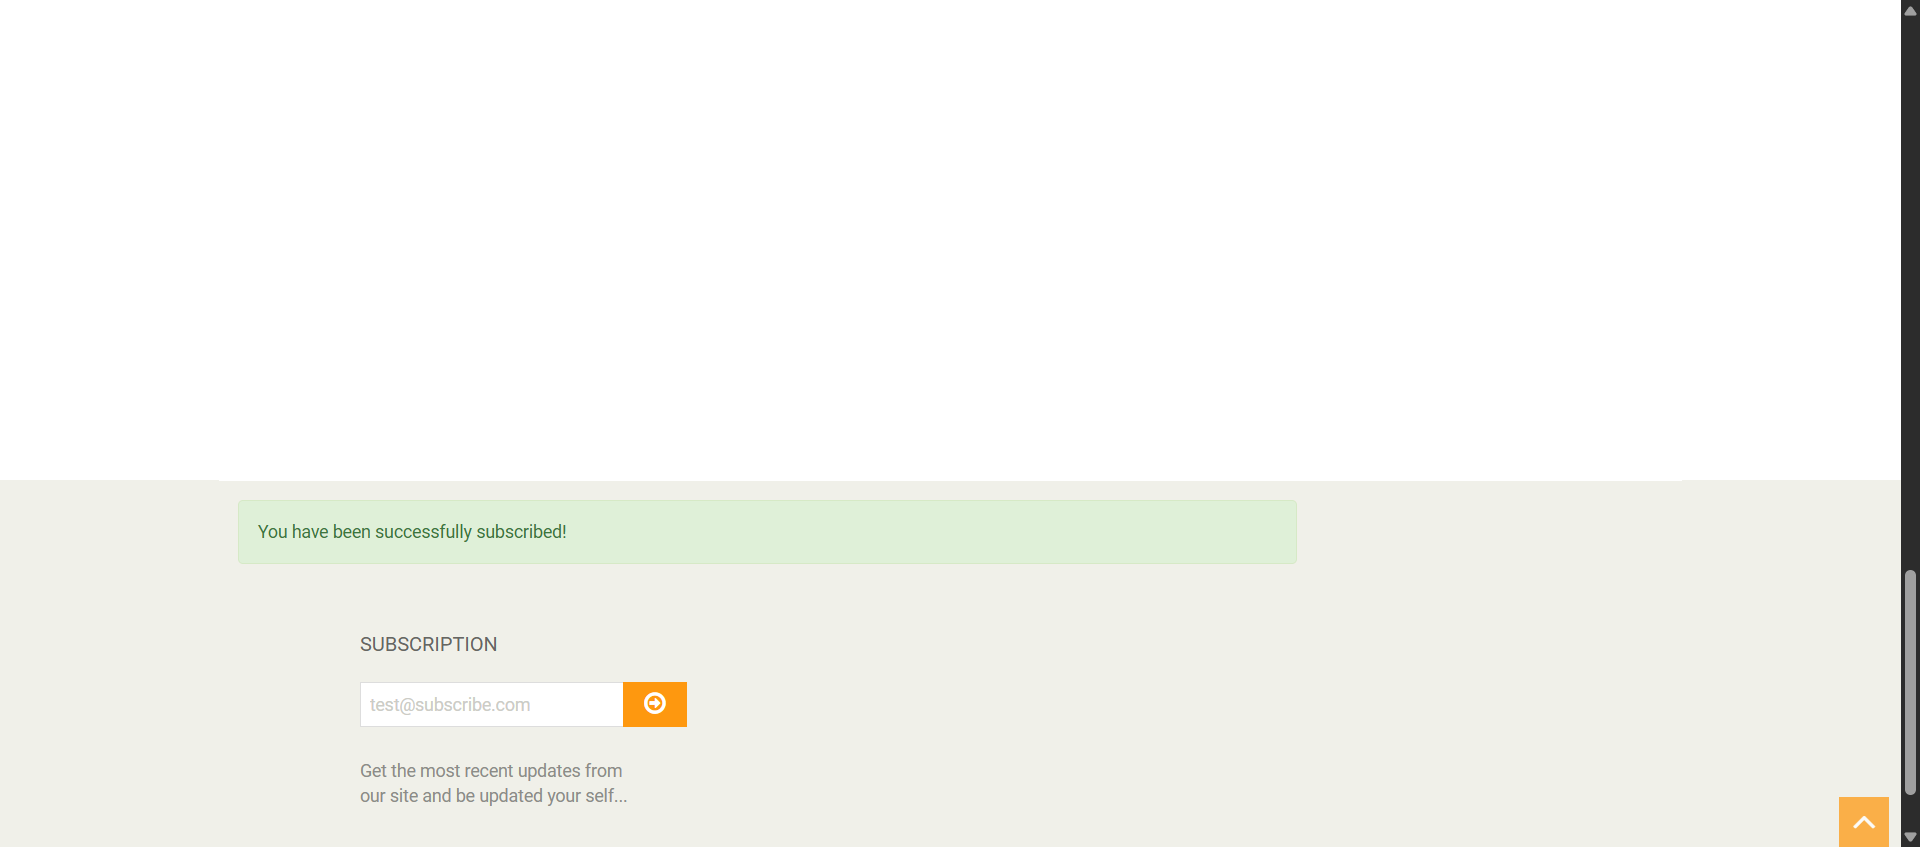 You have been successfully subscribed!
SUBSCRIPTION
test@subscribe.com
Get the most recent updates from
our site and be updated your self...